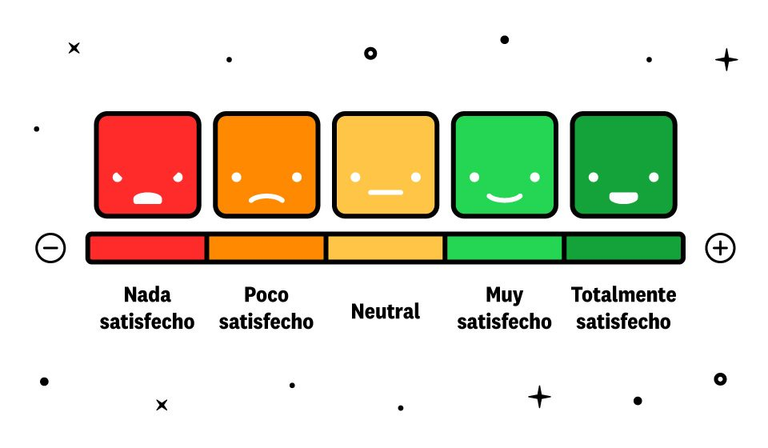 Nada
satisfecho
Poco
satisfecho
Neutral
Muy
satisfecho
Totalmente
satisfecho